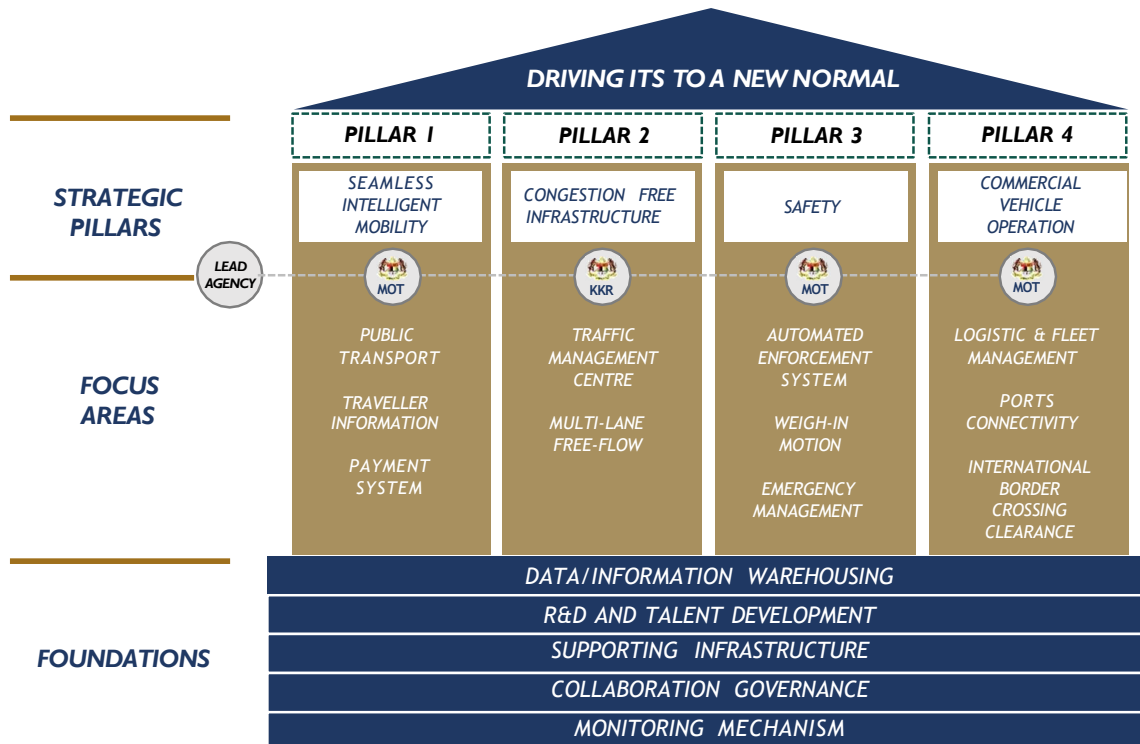 DRIVING ITS TO A NEW NORMAL
PILLAR 1
PILLAR 2
PILLAR 3
PILLAR 4
STRATEGIC
PILLARS
SEAMLESS
INTELLIGENT
MOBILITY
CONGESTION FREE
INFRASTRUCTURE
SAFETY
COMMERCIAL
VEHICLE
OPERATION
LEAD
AGENCY
MOT
KKR
MOT
MOT
FOCUS
AREAS
PUBLIC
TRANSPORT
TRAVELLER
INFORMATION
PAYMENT
SYSTEM
TRAFFIC
MANAGEMENT
CENTRE
MULTI-LANE
FREE-FLOW
AUTOMATED
ENFORCEMENT
SYSTEM
WEIGH-IN
MOTION
EMERGENCY
MANAGEMENT
LOGISTIC & FLEET
MANAGEMENT
PORTS
CONNECTIVITY
INTERNATIONAL
BORDER
CROSSING
CLEARANCE
FOUNDATIONS
DATA/INFORMATION WAREHOUSING
R&D AND TALENT DEVELOPMENT
SUPPORTING INFRASTRUCTURE
COLLABORATION GOVERNANCE
MONITORING MECHANISM